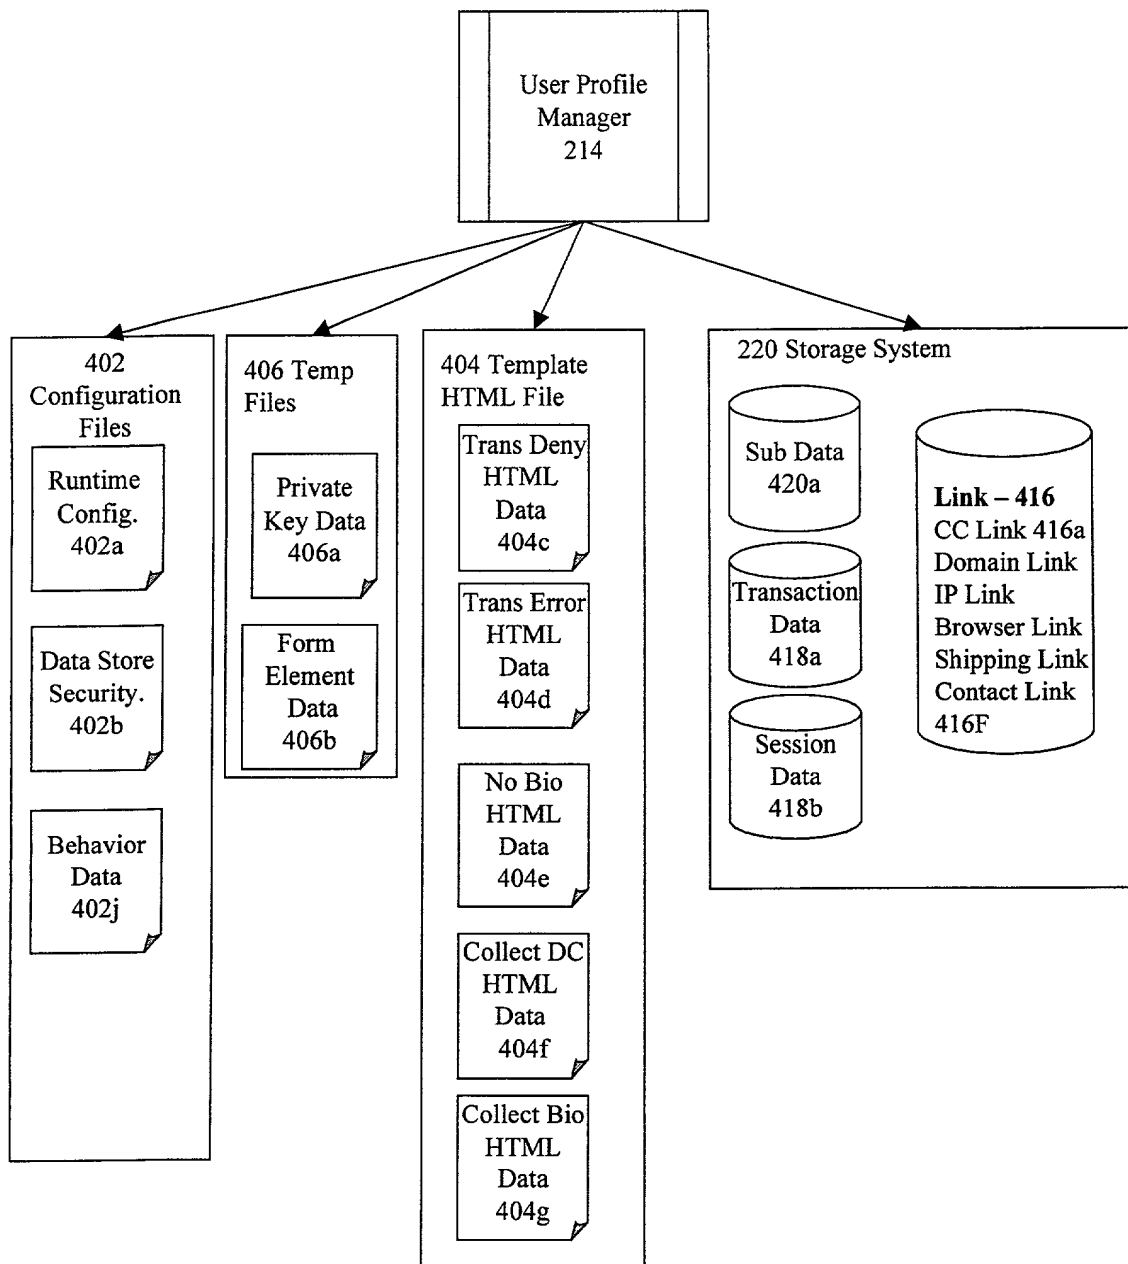 User Profile
Manager
214
402
Configuration
Files
Runtime
Config.
402a
Data Store
Security.
402b
Behavior
Data
402j
406 Temp
Files
Private
Key Data
406a
Form
Element
Data
406b
404 Template
HTML File
Trans Deny
HTML
Data
404c
Trans Error
HTML
Data
404d
No Bio
HTML
Data
404e
Collect DC
HTML
Data
404f
Collect Bio
HTML
Data
404g
220 Storage System
Sub Data
420a
Transaction
Data
418a
Session
Data
418b
Link – 416
CC Link 416a
Domain Link
IP Link
Browser Link
Shipping Link
Contact Link
416F